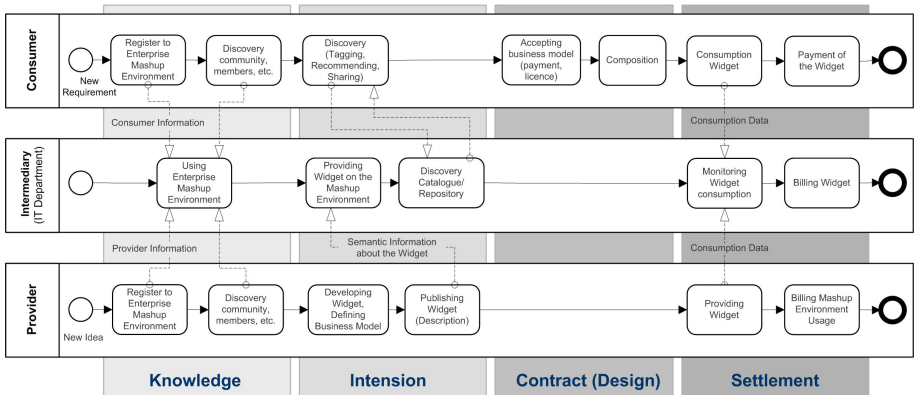 Consumer
New
Requirement
Register to
Enterprise
Mashup
Environment
Discovery
community,
members, etc.
Discovery
(Tagging,
Recommending,
Sharing)
Accepting
business model
(payment,
licence)
Composition
Consumption
Widget
Payment of
the Widget
Consumer Information
Consumption Data
Intermediary
(IT Department)
Using
Enterprise
Mashup
Environment
Providing
Widget on the
Mashup
Environment
Discovery
Catalogue/
Repository
Monitoring
Widget
consumption
Billing Widget
Provider Information
Semantic Information
about the Widget
Consumption Data
Provider
New Idea
Register to
Enterprise
Mashup
Environment
Discovery
community,
members, etc.
Developing
Widget,
Defining
Business Model
Publishing
Widget
(Description)
Providing
Widget
Billing Mashup
Environment
Usage
Knowledge
Intension
Contract (Design)
Settlement